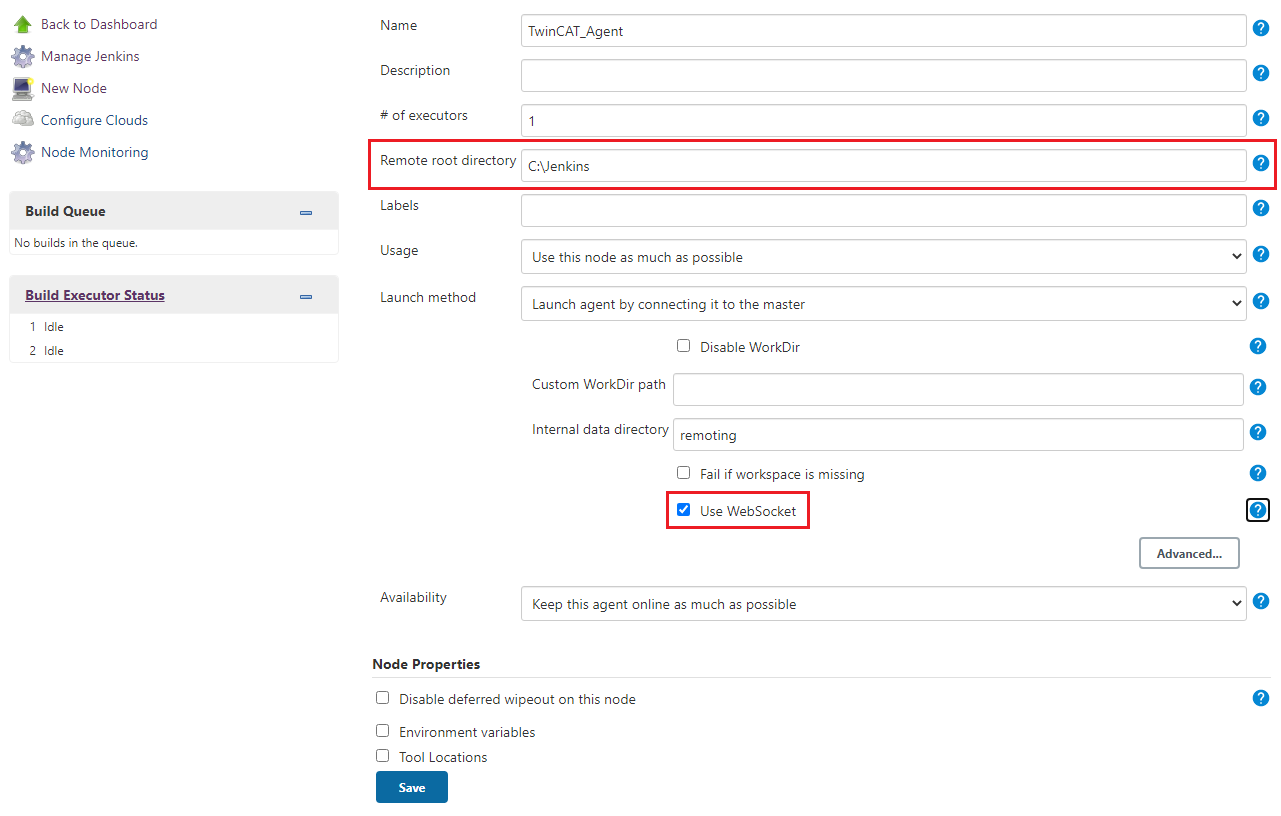 Back to Dashboard
Manage Jenkins
New Node
Configure Clouds
Node Monitoring
Build Queue
No builds in the queue.
Build Executor Status
1 Idle
2 Idle
Name TwinCAT_Agent
Description
# of executors 1
Remote root directory C:\Jenkins
Labels
Usage Use this node as much as possible
Launch method Launch agent by connecting it to the master
Disable WorkDir
Custom WorkDir path
Internal data directory remoting
Fail if workspace is missing
Use WebSocket
Advanced...
Availability Keep this agent online as much as possible
Node Properties
Disable deferred wipeout on this node
Environment variables
Tool Locations
Save